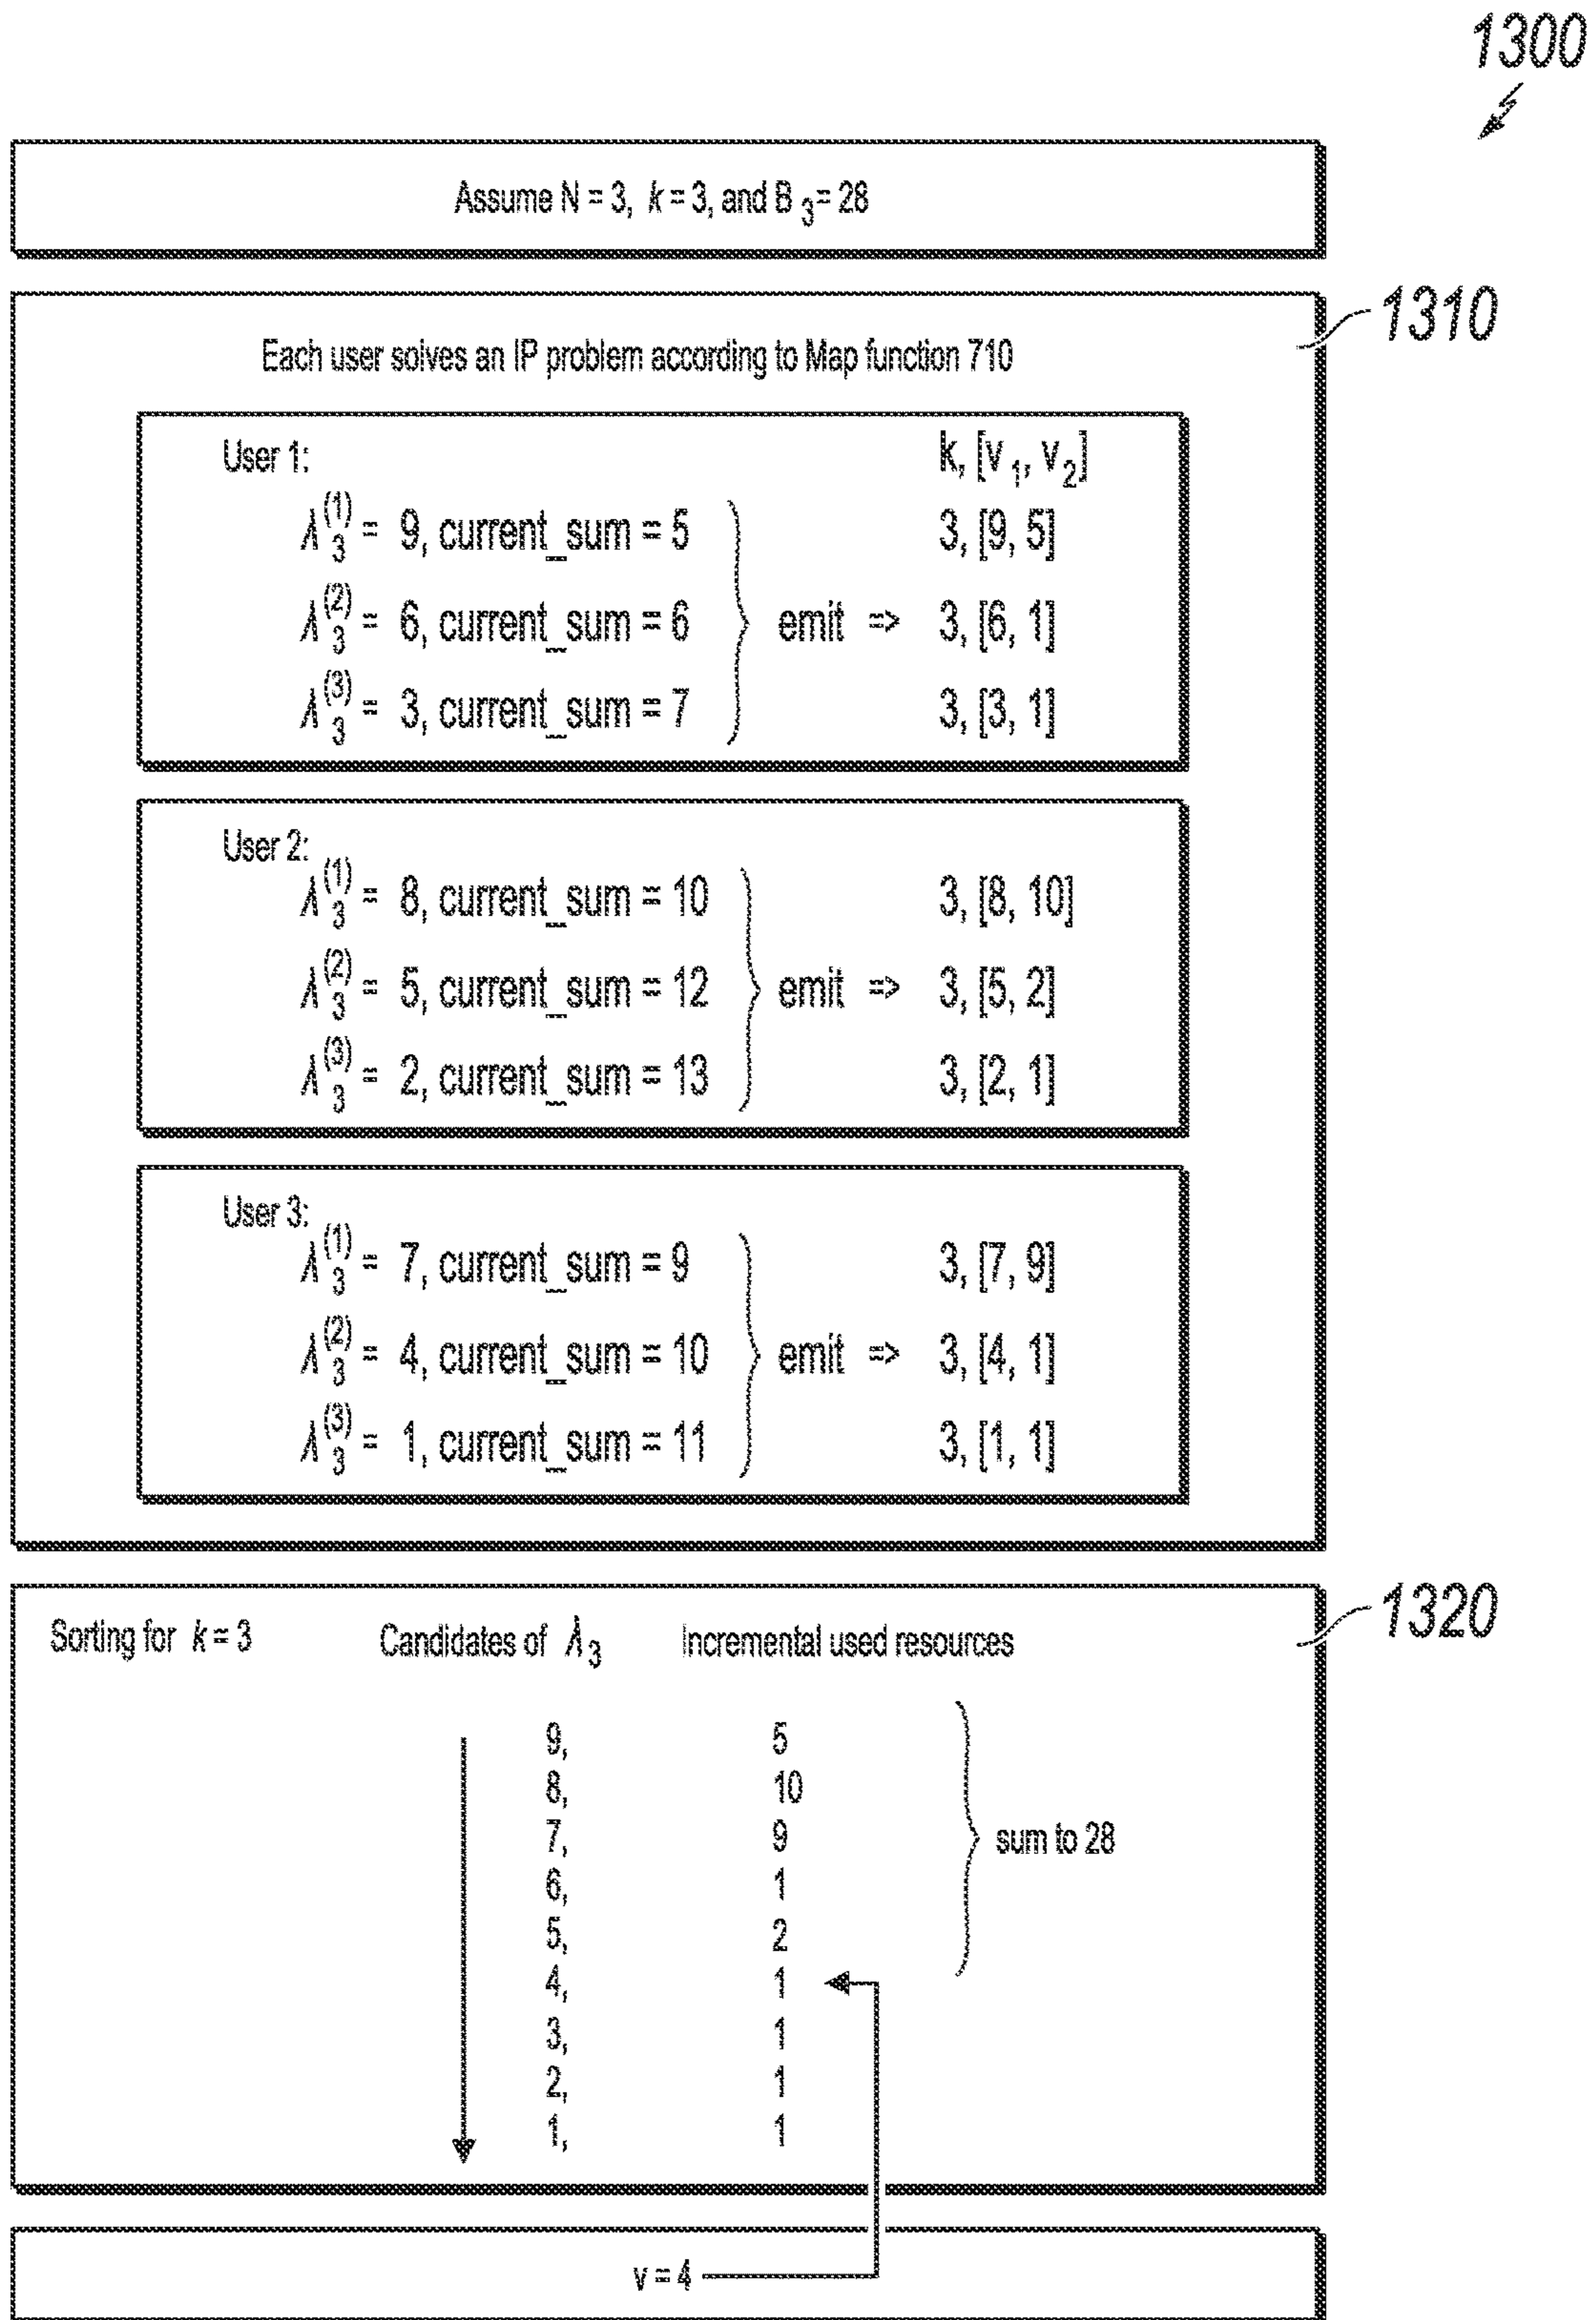 1300
Assume N = 3, k = 3, and B₃ = 28
1310
Each user solves an IP problem according to Map function 710
User 1:
k, [v₁, v₂]
λ₃⁽¹⁾ = 9, current_sum = 5
3, [9, 5]
λ₃⁽²⁾ = 6, current_sum = 6
emit => 3, [6, 1]
λ₃⁽³⁾ = 3, current_sum = 7
3, [3, 1]
User 2:
λ₃⁽¹⁾ = 8, current_sum = 10
3, [8, 10]
λ₃⁽²⁾ = 5, current_sum = 12
emit => 3, [5, 2]
λ₃⁽³⁾ = 2, current_sum = 13
3, [2, 1]
User 3:
λ₃⁽¹⁾ = 7, current_sum = 9
3, [7, 9]
λ₃⁽²⁾ = 4, current_sum = 10
emit => 3, [4, 1]
λ₃⁽³⁾ = 1, current_sum = 11
3, [1, 1]
1320
Sorting for k = 3 Candidates of λ₃ Incremental used resources
9, 5
8, 10
7, 9
sum to 28
6, 1
5, 2
4, 1
3, 1
2, 1
1, 1
v = 4